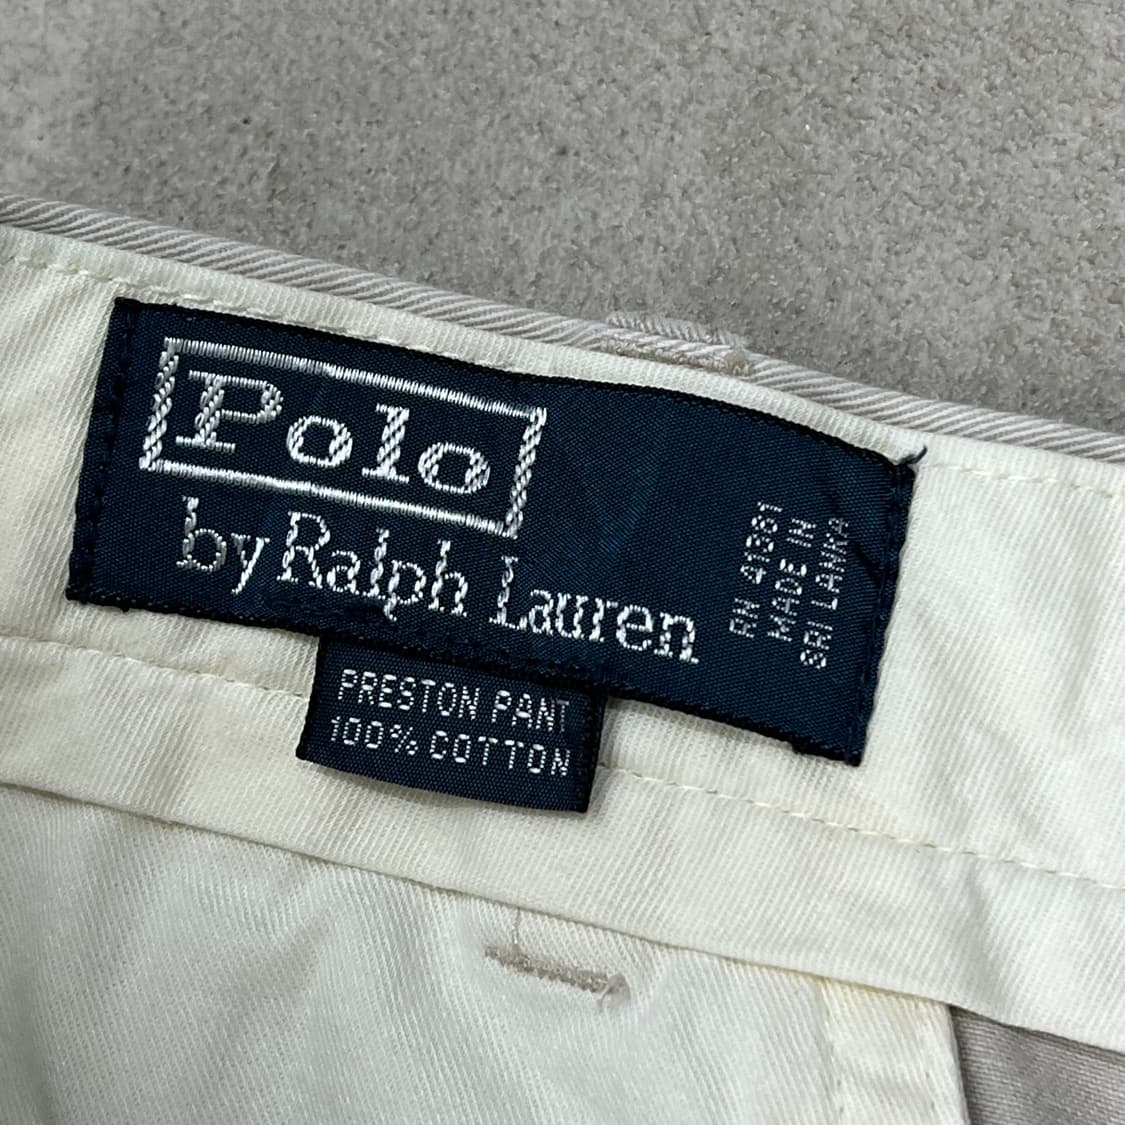 Polo
by Ralph Lauren
RN 41381
MADE IN
SRI LANKA
PRESTON PANT
100% COTTON